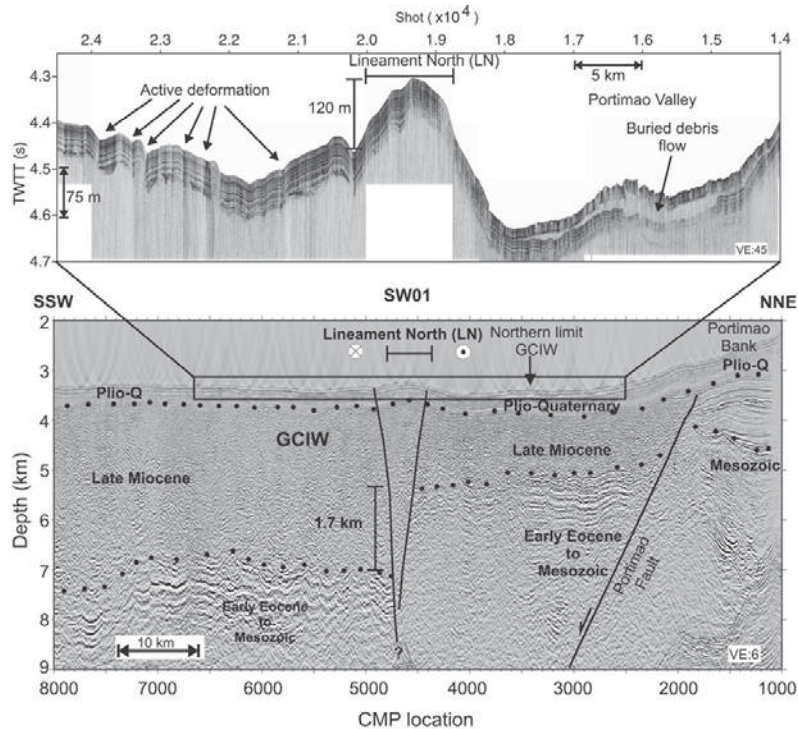 Shot ( ×10⁴)
2.4 2.3 2.2 2.1 2.0 1.9 1.8 1.7 1.6 1.5 1.4
Lineament North (LN)
4.3
4.4
4.5
4.6
4.7
TWTT (s)
Active deformation
120 m
5 km
Portimao Valley
Buried debris
flow
75 m
VE:45
SSW
SW01
NNE
2
3
4
5
6
7
8
9
Depth (km)
Lineament North (LN)
Northern limit
GCIW
Portimao
Bank
Plio-Q
Plio-Q
Plio-Quaternary
GCIW
Late Miocene
Late Miocene
Mesozoic
1.7 km
Early Eocene
to
Mesozoic
Portimao
Fault
Early Eocene
to
Mesozoic
10 km
?
VE:6
8000 7000 6000 5000 4000 3000 2000 1000
CMP location